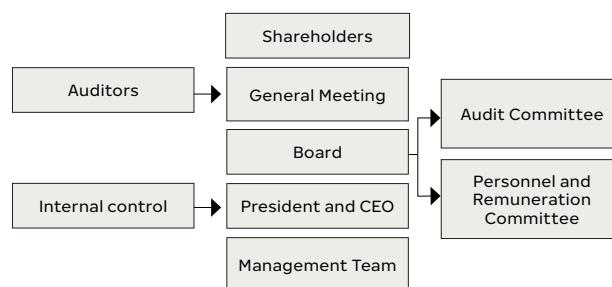 Shareholders
Auditors
General Meeting
Audit Committee
Board
Internal control
President and CEO
Personnel and
Remuneration
Committee
Management Team